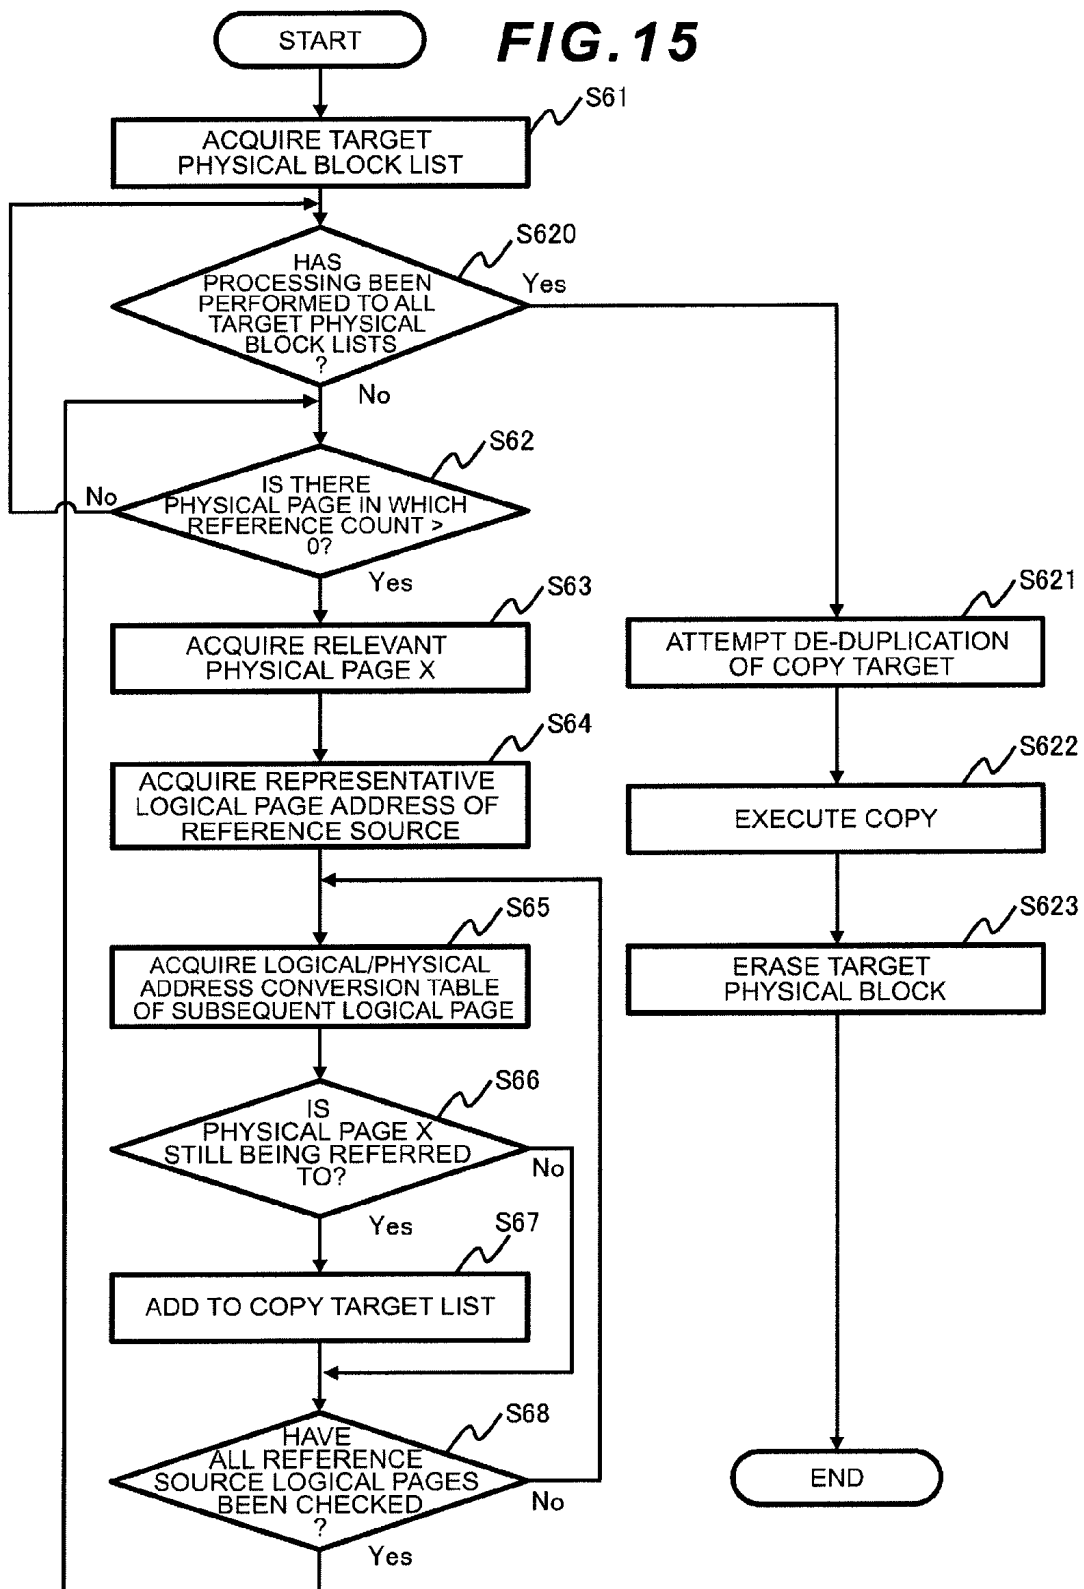 FIG.15
START
S61
ACQUIRE TARGET
PHYSICAL BLOCK LIST
S620
HAS
PROCESSING BEEN
PERFORMED TO ALL
TARGET PHYSICAL
BLOCK LISTS
?
Yes
No
S62
IS THERE
PHYSICAL PAGE IN WHICH
REFERENCE COUNT >
0?
No
Yes
S63
ACQUIRE RELEVANT
PHYSICAL PAGE X
S64
ACQUIRE REPRESENTATIVE
LOGICAL PAGE ADDRESS OF
REFERENCE SOURCE
S65
ACQUIRE LOGICAL/PHYSICAL
ADDRESS CONVERSION TABLE
OF SUBSEQUENT LOGICAL PAGE
S66
IS
PHYSICAL PAGE X
STILL BEING REFERRED
TO?
No
Yes
S67
ADD TO COPY TARGET LIST
S68
HAVE
ALL REFERENCE
SOURCE LOGICAL PAGES
BEEN CHECKED
?
No
Yes
S621
ATTEMPT DE-DUPLICATION
OF COPY TARGET
S622
EXECUTE COPY
S623
ERASE TARGET
PHYSICAL BLOCK
END